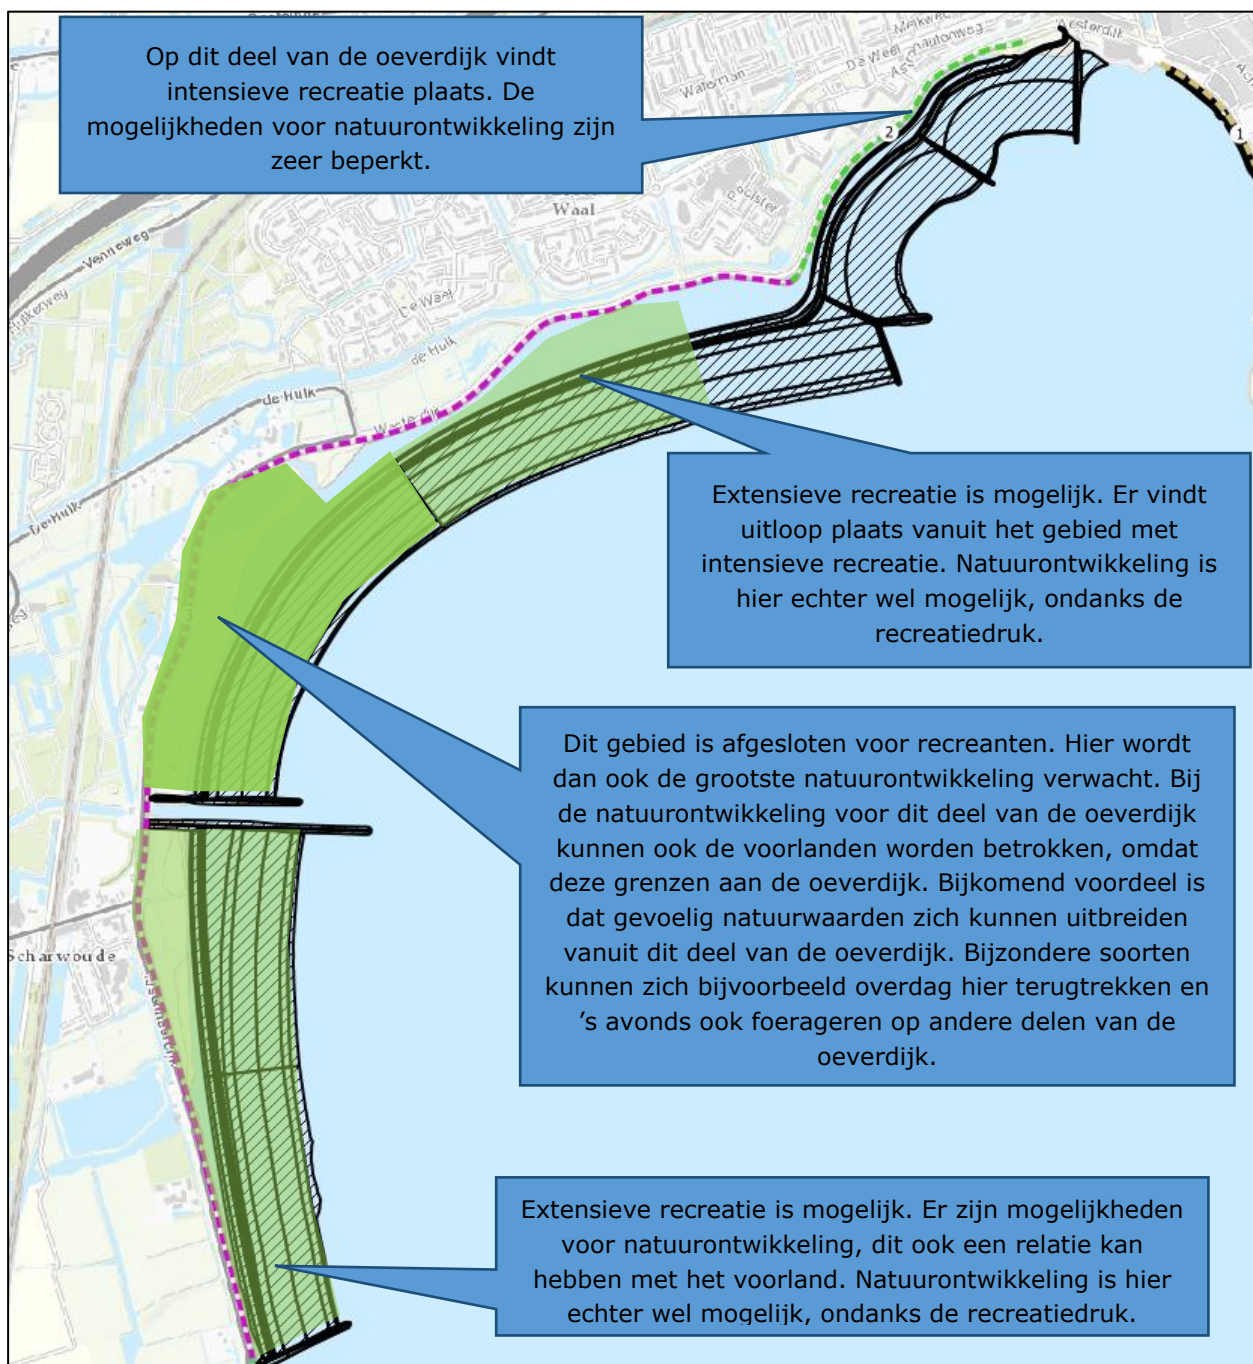 Op dit deel van de oeverdijk vindt
intensieve recreatie plaats. De
mogelijkheden voor natuurontwikkeling zijn
zeer beperkt.
Waal
Venneweg
De Waal
de Hulk
de Hulk
De Hulk
2
1
Extensieve recreatie is mogelijk. Er vindt
uitloop plaats vanuit het gebied met
intensieve recreatie. Natuurontwikkeling is
hier echter wel mogelijk, ondanks de
recreatiedruk.
3
Dit gebied is afgesloten voor recreanten. Hier wordt
dan ook de grootste natuurontwikkeling verwacht. Bij
de natuurontwikkeling voor dit deel van de oeverdijk
kunnen ook de voorlanden worden betrokken, omdat
deze grenzen aan de oeverdijk. Bijkomend voordeel is
dat gevoelig natuurwaarden zich kunnen uitbreiden
vanuit dit deel van de oeverdijk. Bijzondere soorten
kunnen zich bijvoorbeeld overdag hier terugtrekken en
’s avonds ook foerageren op andere delen van de
oeverdijk.
Scharwoude
Extensieve recreatie is mogelijk. Er zijn mogelijkheden
voor natuurontwikkeling, dit ook een relatie kan
hebben met het voorland. Natuurontwikkeling is hier
echter wel mogelijk, ondanks de recreatiedruk.